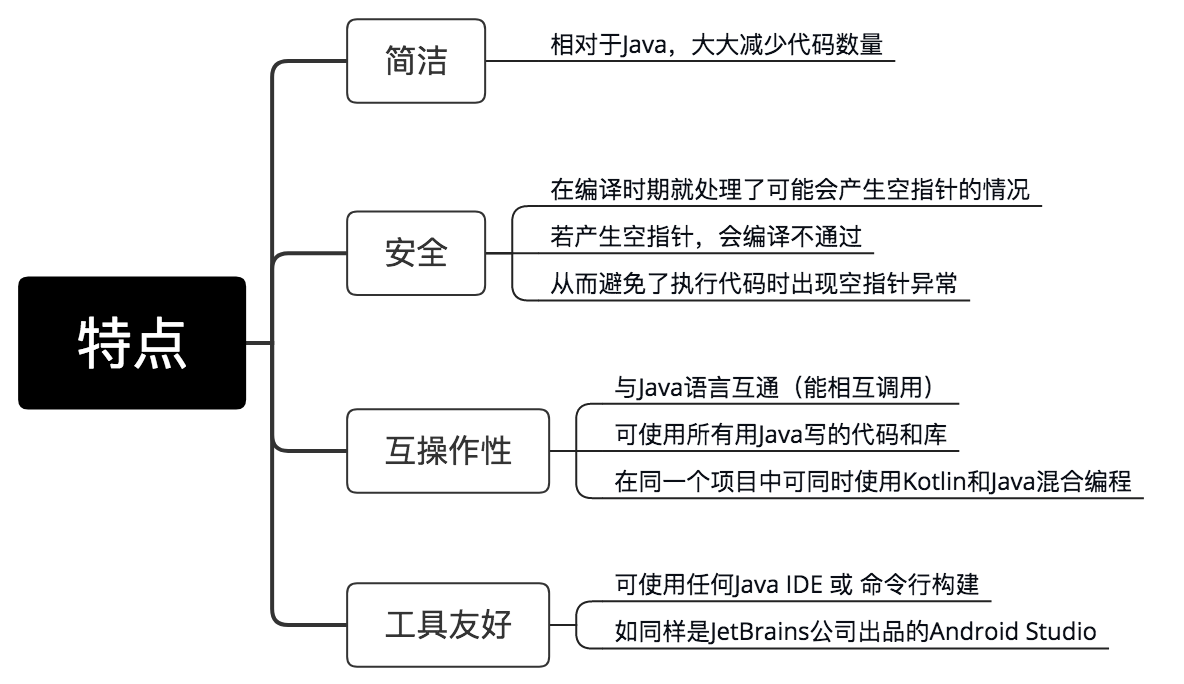 特点
简洁
相对于Java，大大减少代码数量
安全
在编译时期就处理了可能会产生空指针的情况
若产生空指针，会编译不通过
从而避免了执行代码时出现空指针异常
互操作性
与Java语言互通（能相互调用）
可使用所有用Java写的代码和库
在同一个项目中可同时使用Kotlin和Java混合编程
工具友好
可使用任何Java IDE 或 命令行构建
如同样是JetBrains公司出品的Android Studio